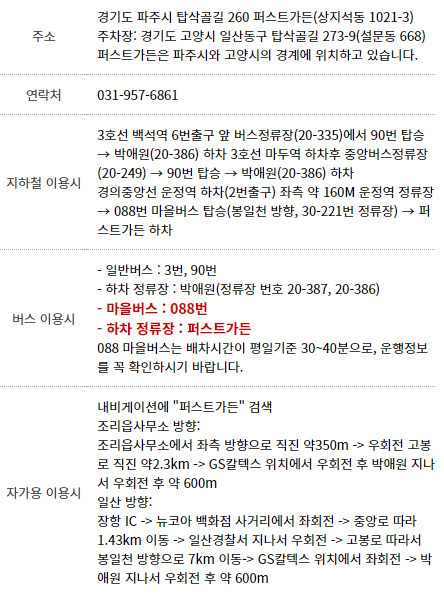 주소
경기도 파주시 탑삭골길 260 퍼스트가든(상지석동 1021-3)
주차장: 경기도 고양시 일산동구 탑삭골길 273-9(설문동 668)
퍼스트가든은 파주시와 고양시의 경계에 위치하고 있습니다.
연락처
031-957-6861
지하철 이용시
3호선 백석역 6번출구 앞 버스정류장(20-335)에서 90번 탑승
→ 박애원(20-386) 하차 3호선 마두역 하차후 중앙버스정류장
(20-249) → 90번 탑승 → 박애원(20-386) 하차
경의중앙선 운정역 하차(2번출구) 좌측 약 160M 운정역 정류장
→ 088번 마을버스 탑승(봉일천 방향, 30-221번 정류장) → 퍼
스트가든 하차
버스 이용시
- 일반버스 : 3번, 90번
- 하차 정류장 : 박애원(정류장 번호 20-387, 20-386)
- 마을버스 : 088번
- 하차 정류장 : 퍼스트가든
088 마을버스는 배차시간이 평일기준 30~40분으로, 운행정보
를 꼭 확인하시기 바랍니다.
자가용 이용시
내비게이션에 "퍼스트가든" 검색
조리읍사무소 방향:
조리읍사무소에서 좌측 방향으로 직진 약350m -> 우회전 고봉
로 직진 약2.3km -> GS칼텍스 위치에서 우회전 후 박애원 지나
서 우회전 후 약 600m
일산 방향:
장항 IC -> 뉴코아 백화점 사거리에서 좌회전 -> 중앙로 따라
1.43km 이동 -> 일산경찰서 지나서 우회전 -> 고봉로 따라서
봉일천 방향으로 7km 이동-> GS칼텍스 위치에서 좌회전 -> 박
애원 지나서 우회전 후 약 600m